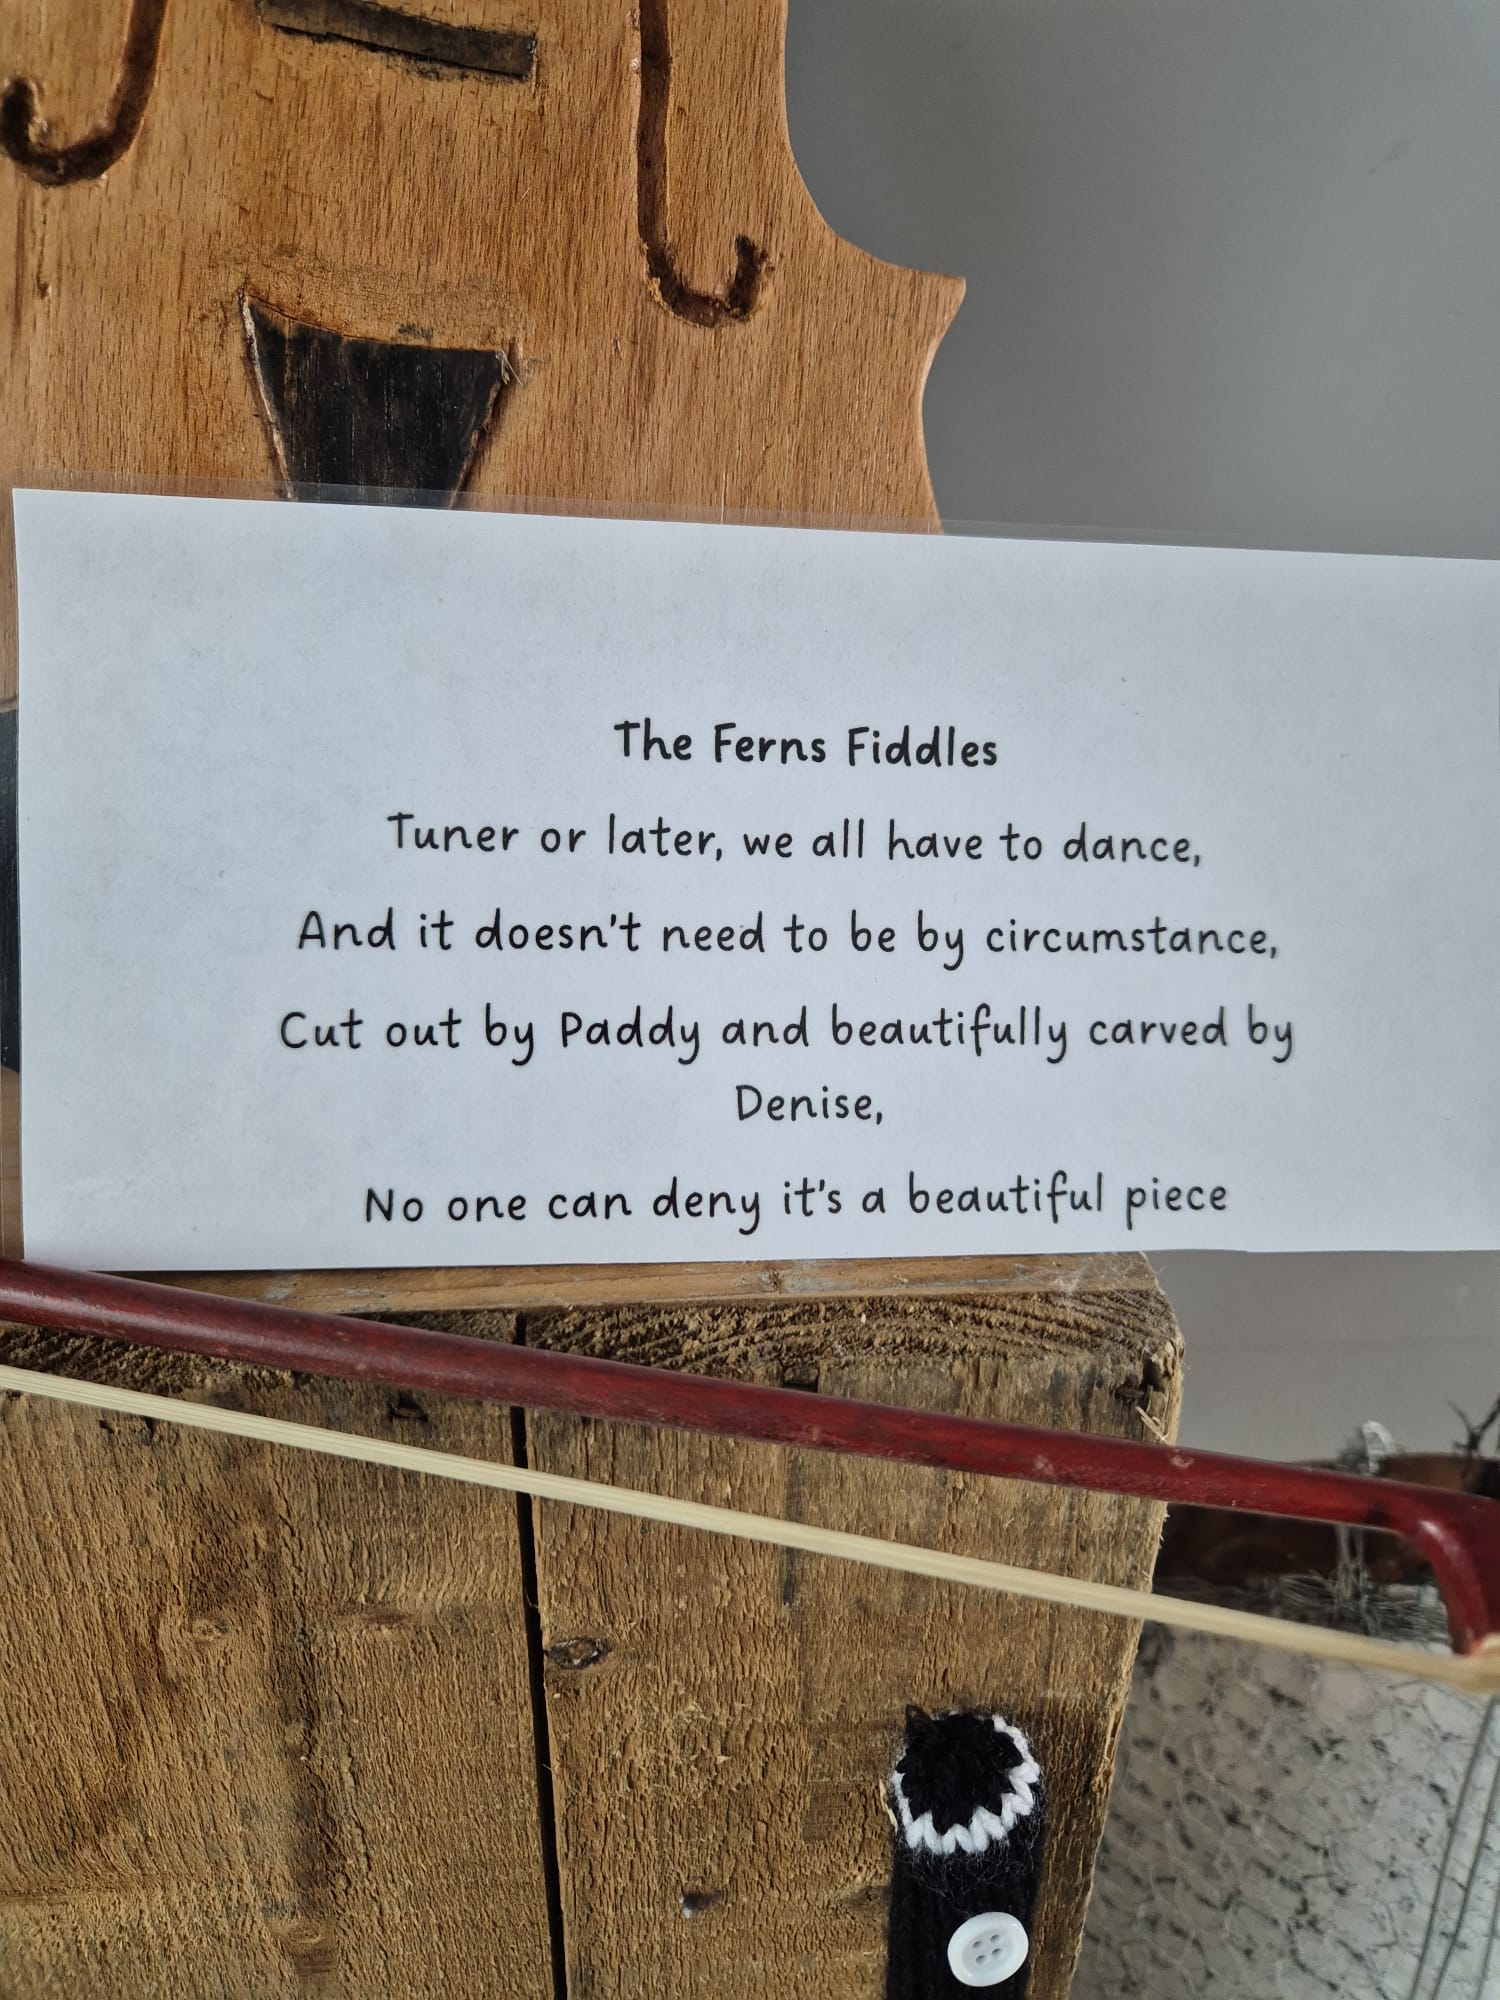 The Ferns Fiddles
Tuner or later, we all have to dance,
And it doesn't need to be by circumstance,
Cut out by Paddy and beautifully carved by
Denise,
No one can deny it's a beautiful piece